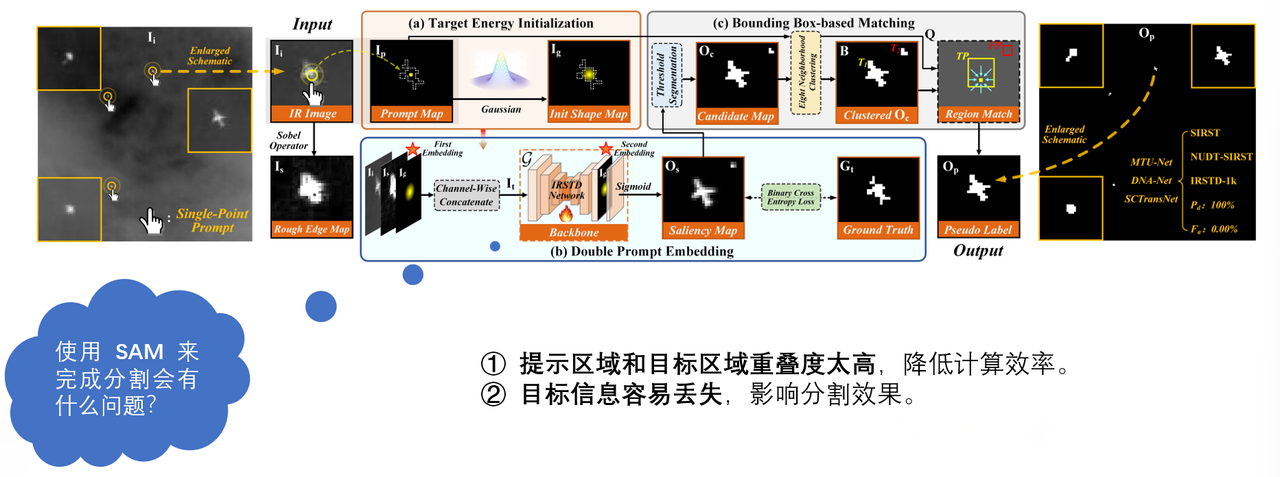 I_i
Enlarged
Schematic
: Single-Point
Prompt
Input
I_i
IR Image
Sobel
Operator
I_s
Rough Edge Map
(a) Target Energy Initialization
I_p
Prompt Map
Gaussian
I_g
Init Shape Map
(c) Bounding Box-based Matching
Threshold
Segmentation
O_c
Candidate Map
Eight Neighborhood
Clustering
B
T_1
T_2
Clustered O_c
Q
TP
Region Match
First
Embedding
I_i
I_s
I_g
Channel-Wise
Concatenate
I_t
G
IRSTD
Network
Backbone
Second
Embedding
I_g
Sigmoid
O_s
Saliency Map
Binary Cross
Entropy Loss
G_t
Ground Truth
(b) Double Prompt Embedding
O_p
Pseudo Label
Output
O_p
Enlarged
Schematic
MTU-Net
DNA-Net
SCTransNet
SIRST
NUDT-SIRST
IRSTD-1k
P_d: 100%
F_a: 0.00%
使用 SAM 来
完成分割会有
什么问题？
① 提示区域和目标区域重叠度太高，降低计算效率。
② 目标信息容易丢失，影响分割效果。